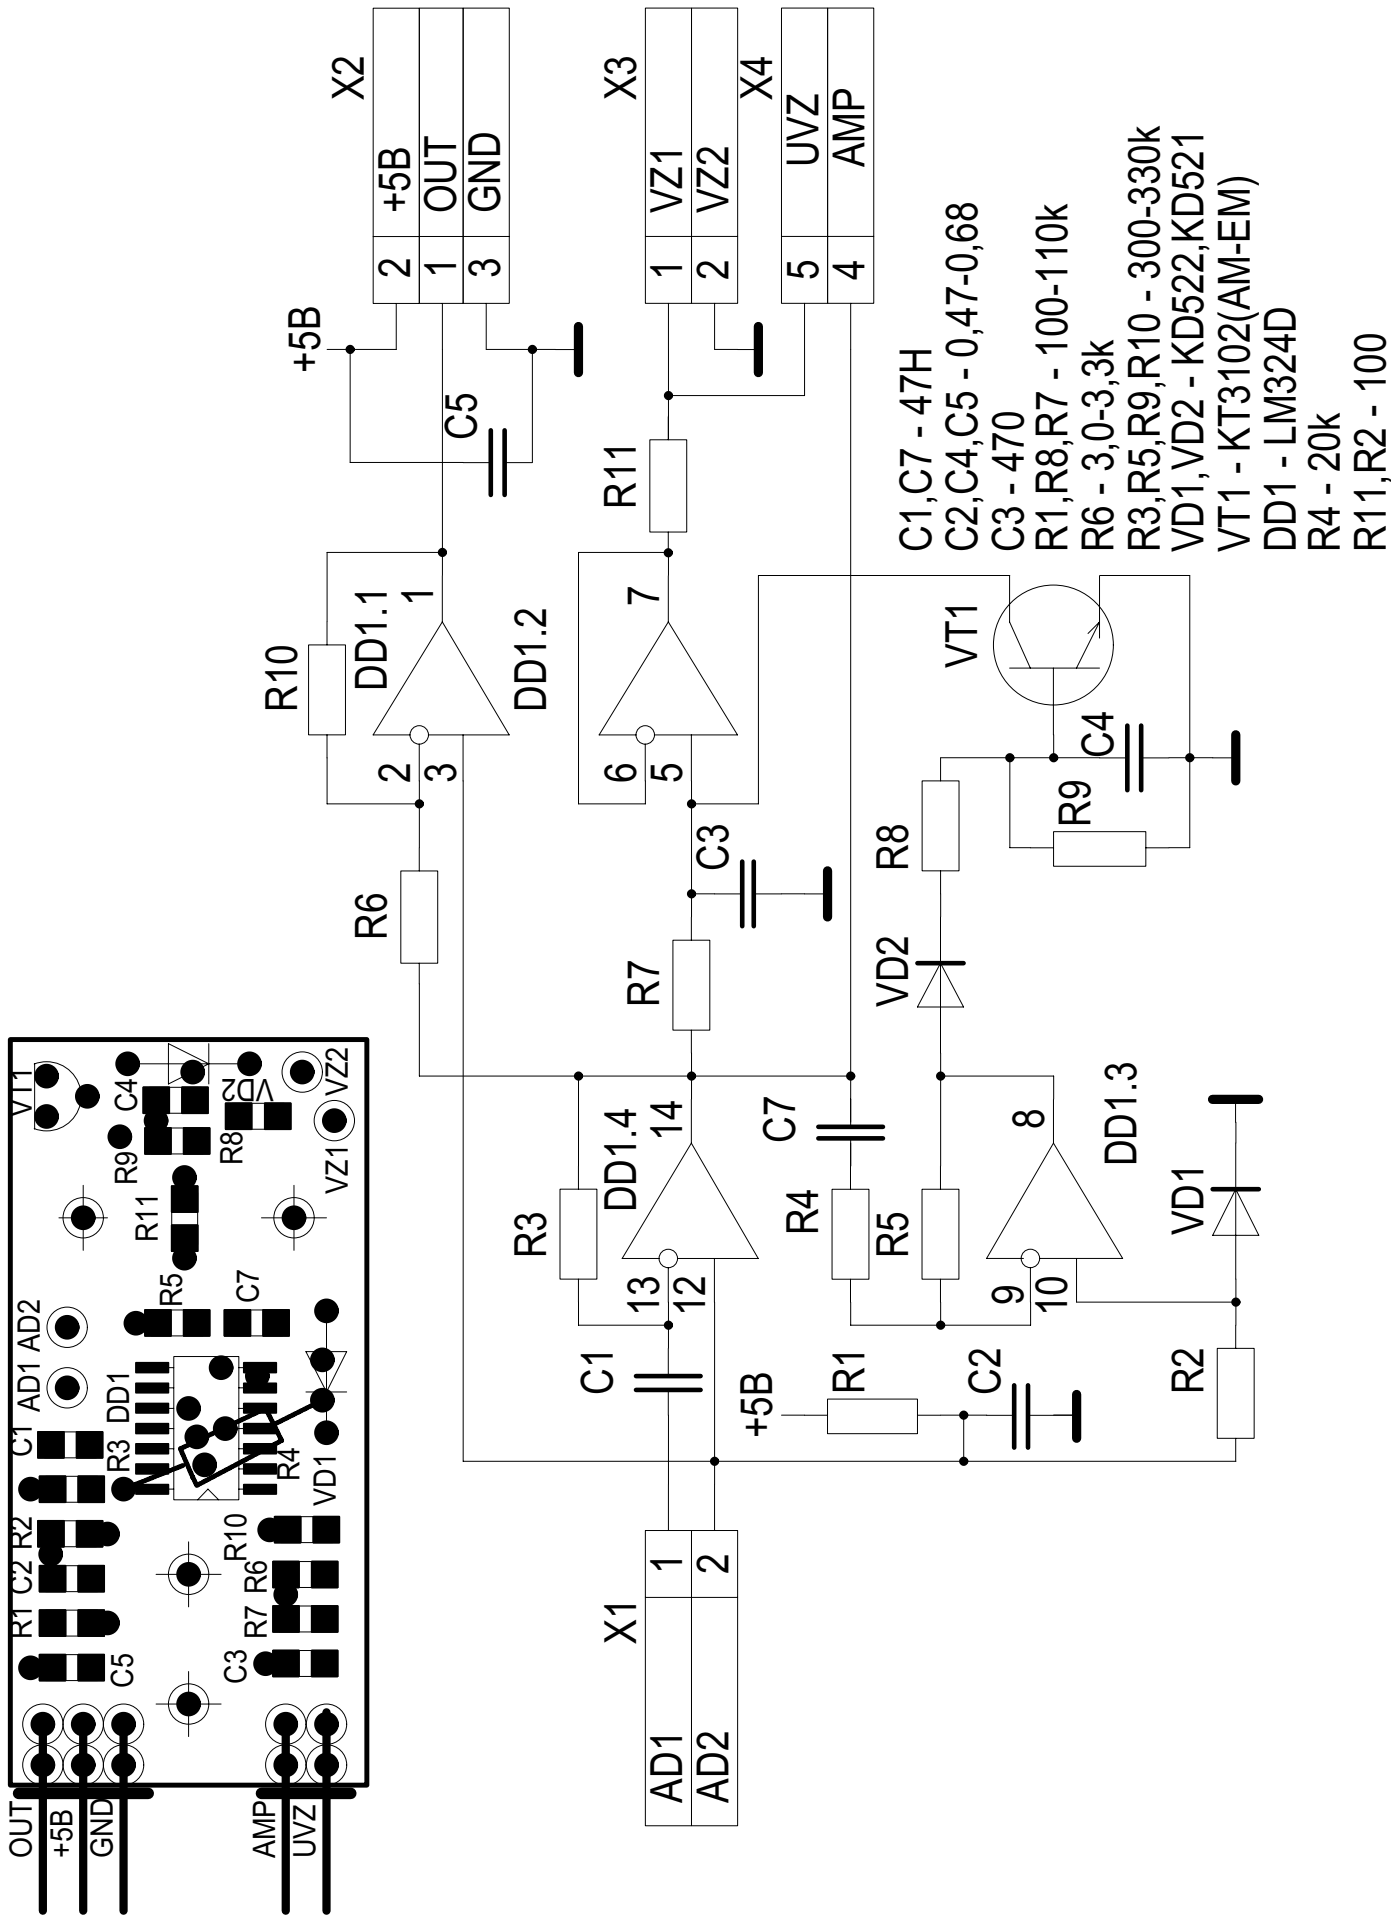 X2
+5B
OUT
GND
2
1
3
+5B
C5
R10
DD1.1
2
3
1
R6
X3
VZ1
VZ2
1
2
X4
UVZ
AMP
5
4
R11
DD1.2
6
5
7
C3
R7
VT1
R8
R9
C4
VD2
R3
DD1.4
13
12
14
C7
R4
R5
DD1.3
9
10
8
VD1
C1
+5B
R1
C2
R2
X1
AD1
AD2
1
2
C1,C7 - 47H
C2,C4,C5 - 0,47-0,68
C3 - 470
R1,R8,R7 - 100-110k
R6 - 3,0-3,3k
R3,R5,R9,R10 - 300-330k
VD1,VD2 - KD522,KD521
VT1 - KT3102(AM-EM)
DD1 - LM324D
R4 - 20k
R11,R2 - 100
OUT
+5B
GND
AMP
UVZ
C5
R1
C2
R2
C1
R3
DD1
AD1
AD2
C3
R7
R6
R10
R4
VD1
R5
C7
R11
R9
R8
C4
VD2
VT1
VZ1
VZ2